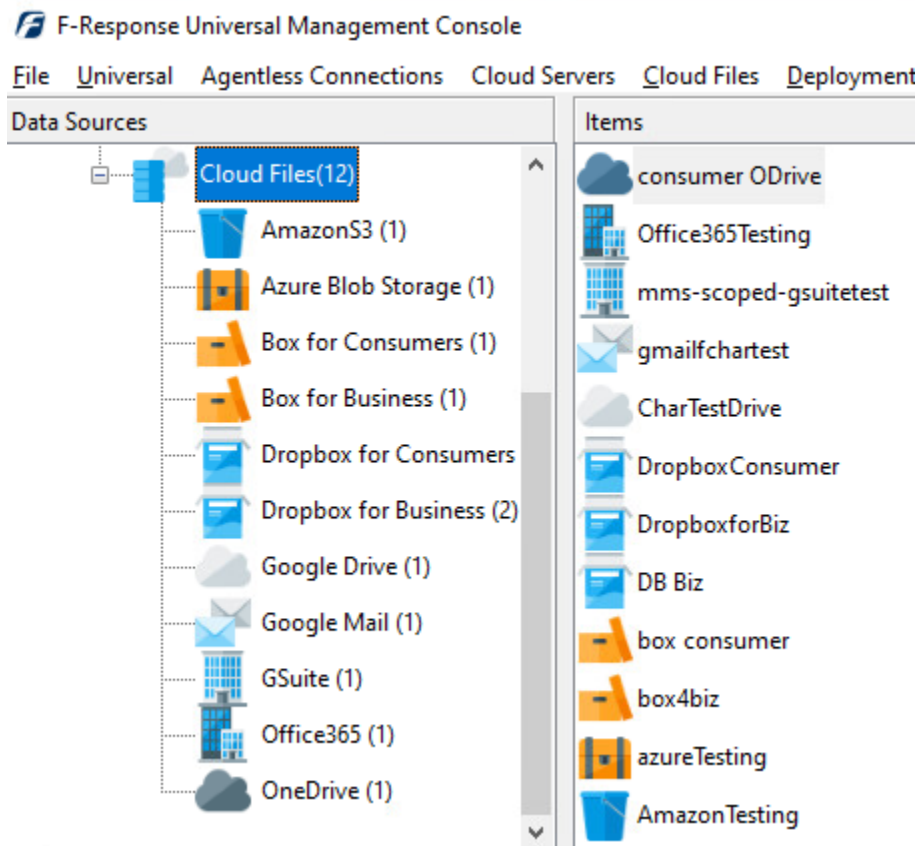 F-Response Universal Management Console
File Universal Agentless Connections Cloud Servers Cloud Files Deployment
Data Sources
Cloud Files(12)
AmazonS3 (1)
Azure Blob Storage (1)
Box for Consumers (1)
Box for Business (1)
Dropbox for Consumers
Dropbox for Business (2)
Google Drive (1)
Google Mail (1)
GSuite (1)
Office365 (1)
OneDrive (1)
Items
consumer ODrive
Office365Testing
mms-scoped-gsuitetest
gmailfchartest
CharTestDrive
DropboxConsumer
DropboxforBiz
DB Biz
box consumer
box4biz
azureTesting
AmazonTesting